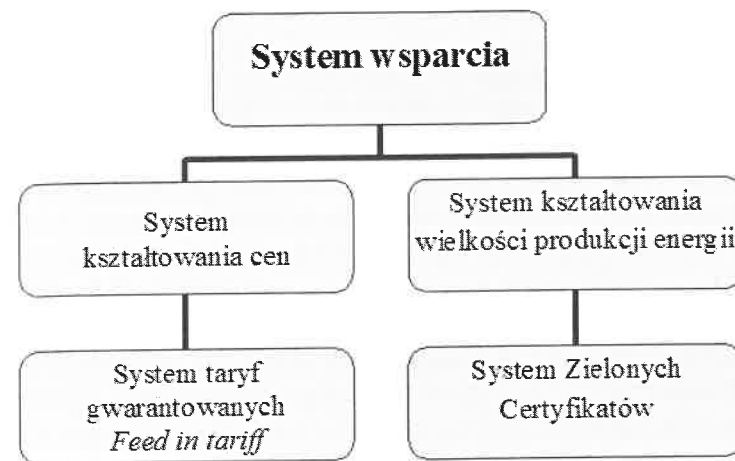 System wsparcia
System
kształtowania cen
System kształtowania
wielkości produkcji energii
System taryf
gwarantowanych
Feed in tariff
System Zielonych
Certyfikatów